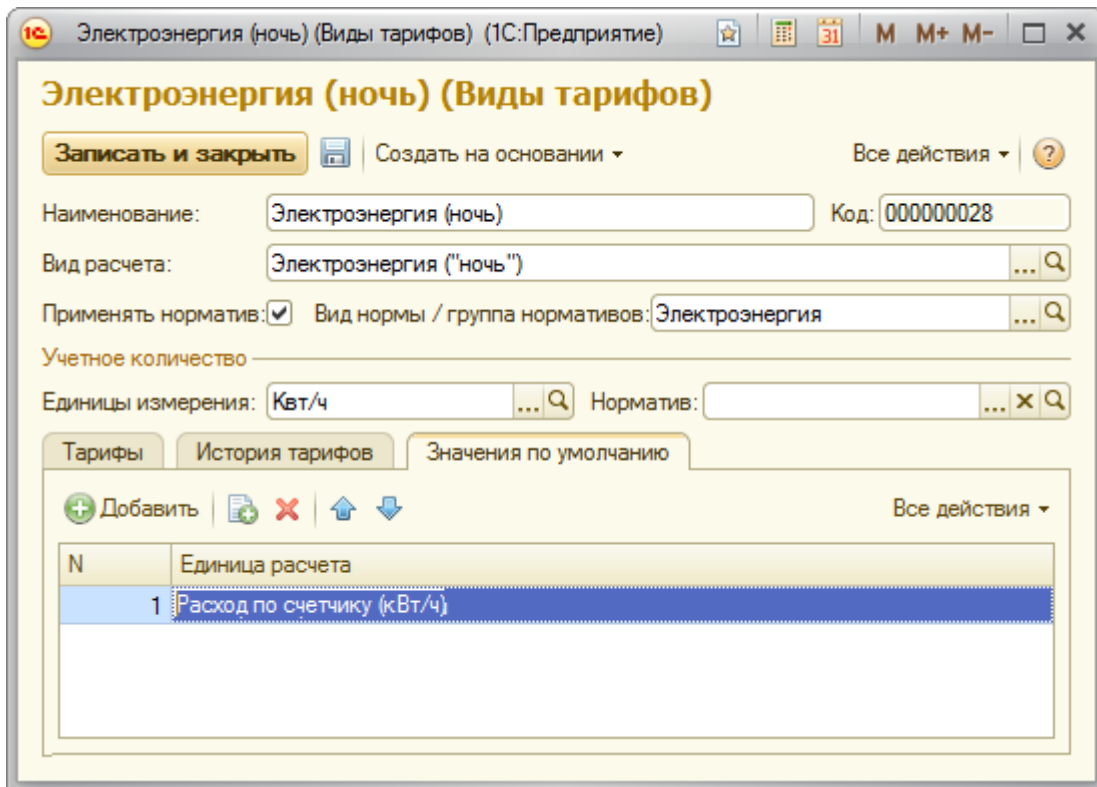 1С Электроэнергия (ночь) (Виды тарифов) (1С:Предприятие) 31 M M+ M-
Электроэнергия (ночь) (Виды тарифов)
Записать и закрыть Создать на основании Все действия ?
Наименование: Электроэнергия (ночь) Код: 000000028
Вид расчета: Электроэнергия ("ночь") ...
Применять норматив: Вид нормы / группа нормативов: Электроэнергия ...
Учетное количество
Единицы измерения: Квт/ч ... Норматив: ... x
Тарифы История тарифов Значения по умолчанию
Добавить Все действия
N Единица расчета
1 Расход по счетчику (кВт/ч)